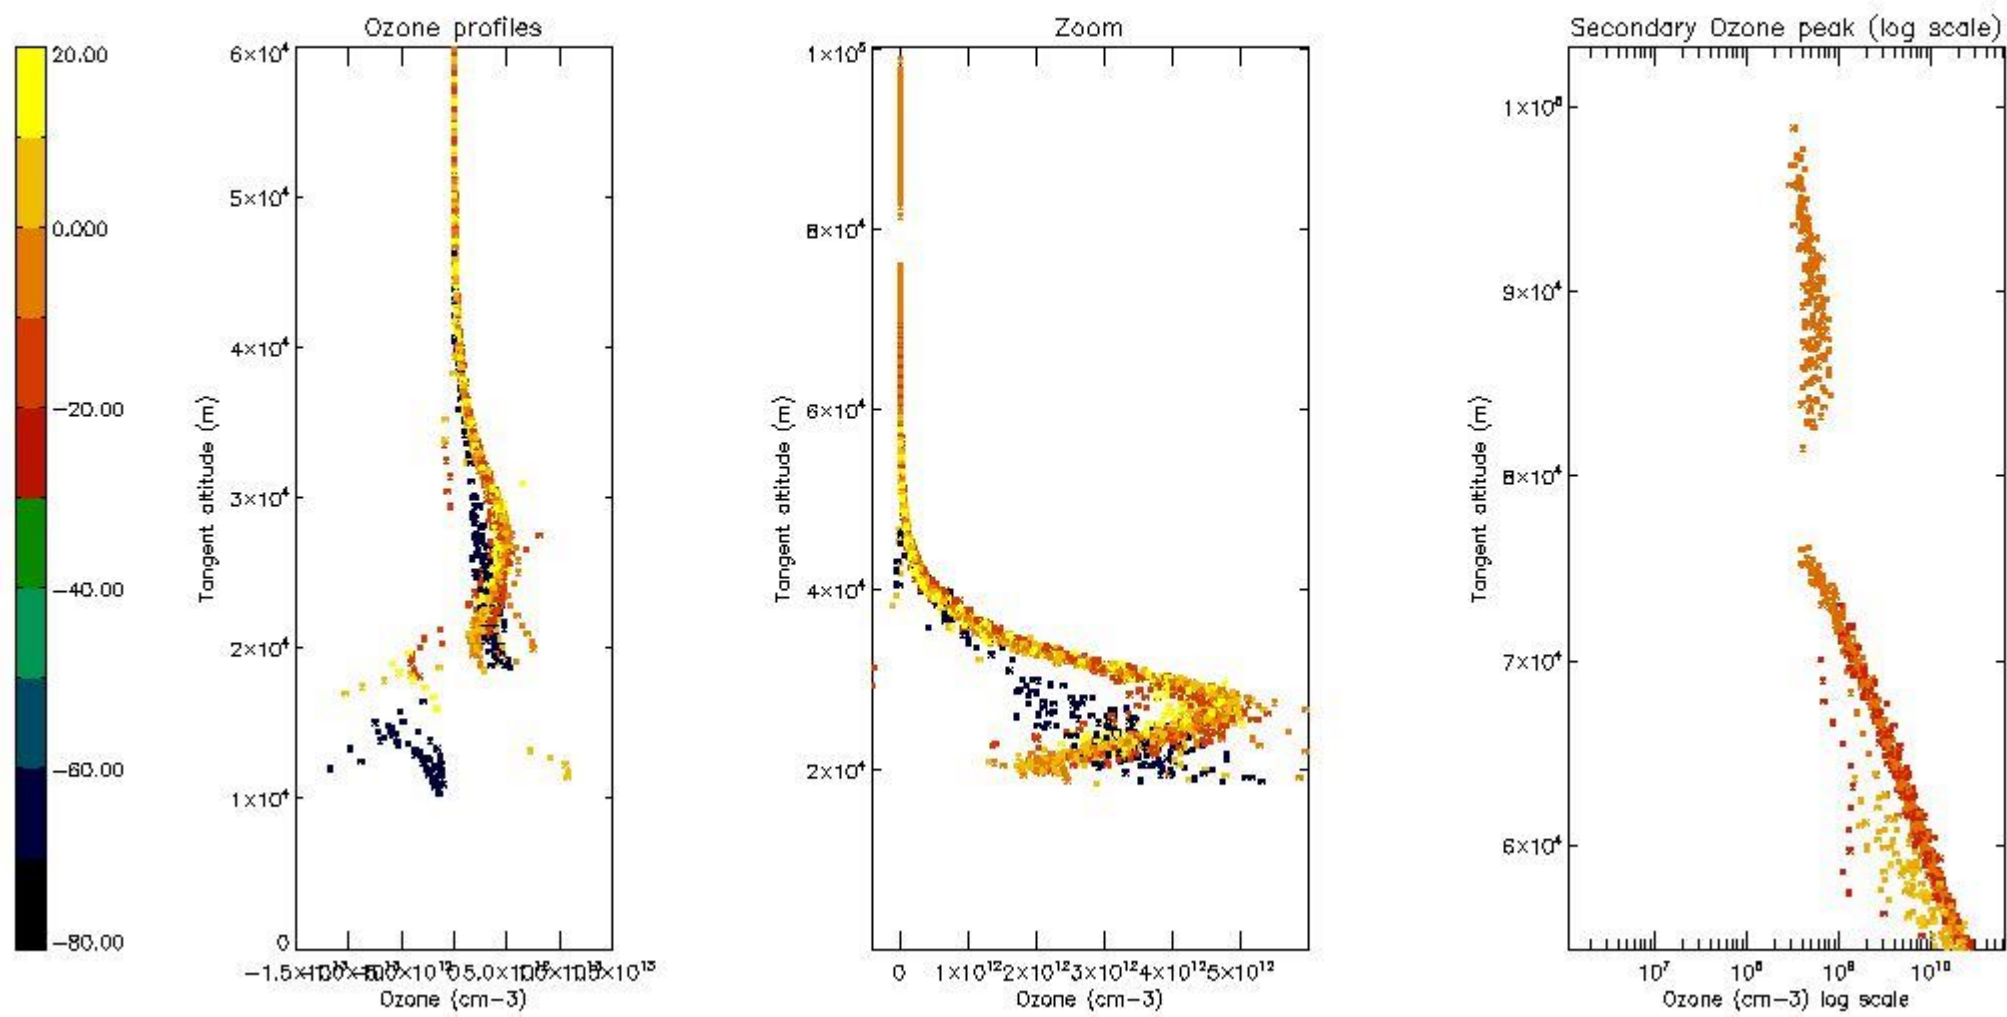 Ozone profiles
Zoom
Secondary Ozone peak (log scale)
20.00
0.000
−20.00
−40.00
−60.00
−80.00
6×10⁴
5×10⁴
4×10⁴
3×10⁴
2×10⁴
1×10⁴
0
Tangent altitude (m)
Ozone (cm−3)
1×10⁵
8×10⁴
6×10⁴
4×10⁴
2×10⁴
Tangent altitude (m)
0 1×10¹² 2×10¹² 3×10¹² 4×10¹² 5×10¹²
Ozone (cm−3)
9×10⁴
8×10⁴
7×10⁴
6×10⁴
Tangent altitude (m)
10⁷ 10⁸ 10⁹ 10¹⁰
Ozone (cm−3) log scale